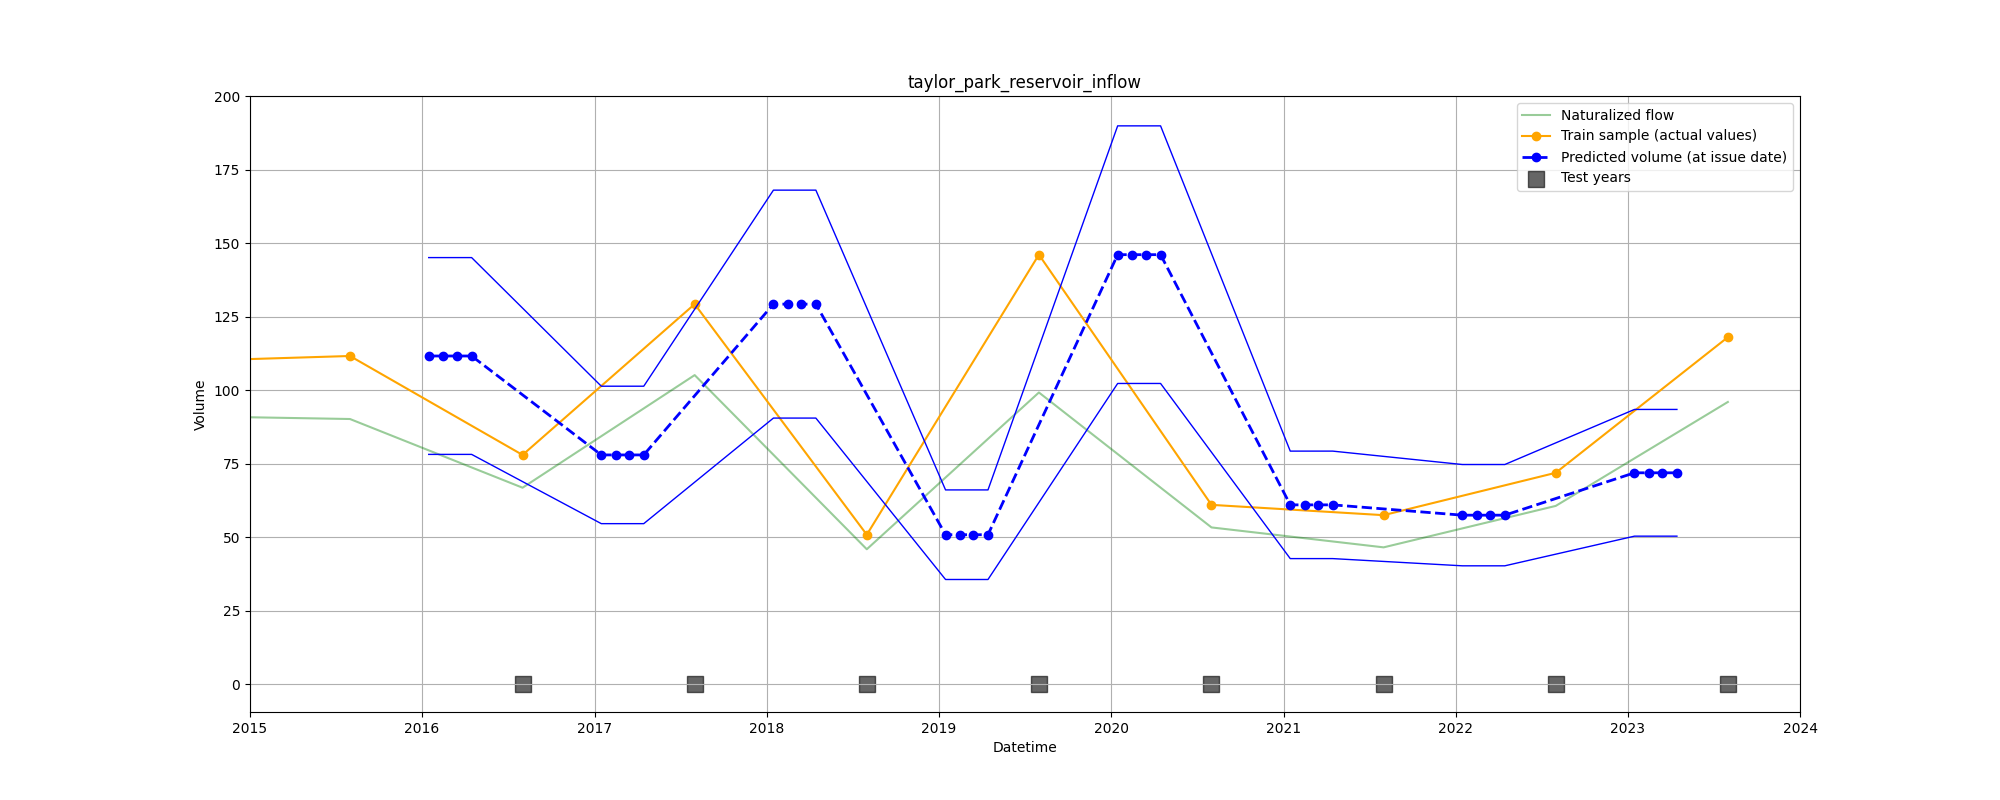 taylor_park_reservoir_inflow
Naturalized flow
Train sample (actual values)
Predicted volume (at issue date)
Test years
Volume
200
175
150
125
100
75
50
25
0
2015 2016 2017 2018 2019 2020 2021 2022 2023 2024
Datetime